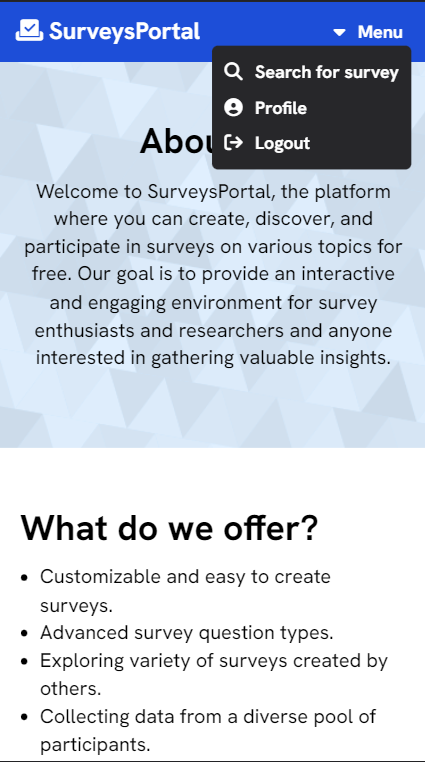 SurveysPortal
Menu
Search for survey
Profile
Logout
Abou
Welcome to SurveysPortal, the platform
where you can create, discover, and
participate in surveys on various topics for
free. Our goal is to provide an interactive
and engaging environment for survey
enthusiasts and researchers and anyone
interested in gathering valuable insights.
What do we offer?
• Customizable and easy to create
surveys.
• Advanced survey question types.
• Exploring variety of surveys created by
others.
• Collecting data from a diverse pool of
participants.